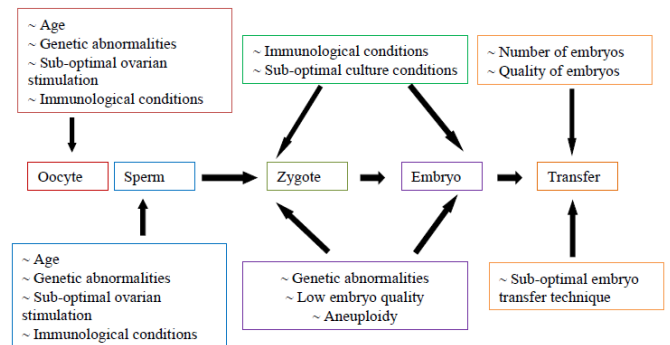 ~ Age
~ Genetic abnormalities
~ Sub-optimal ovarian
stimulation
~ Immunological conditions
~ Immunological conditions
~ Sub-optimal culture conditions
~ Number of embryos
~ Quality of embryos
Oocyte
Sperm
Zygote
Embryo
Transfer
~ Age
~ Genetic abnormalities
~ Sub-optimal ovarian
stimulation
~ Immunological conditions
~ Genetic abnormalities
~ Low embryo quality
~ Aneuploidy
~ Sub-optimal embryo
transfer technique